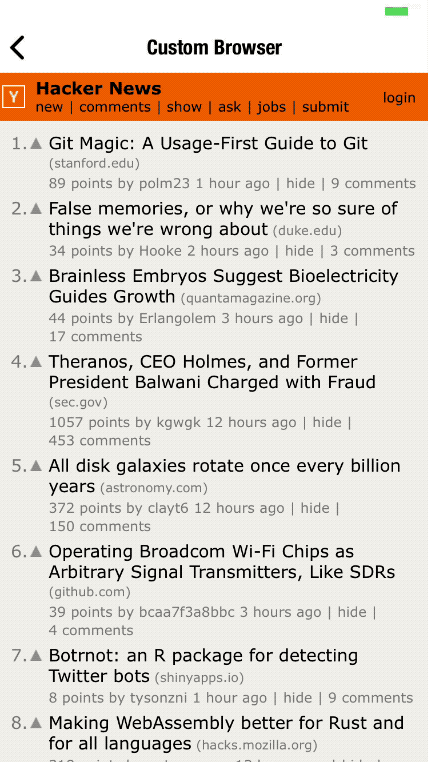 Custom Browser
Y
Hacker News
new | comments | show | ask | jobs | submit
login
1. Git Magic: A Usage-First Guide to Git
(stanford.edu)
89 points by polm23 1 hour ago | hide | 9 comments
2. False memories, or why we're so sure of
things we're wrong about (duke.edu)
34 points by Hooke 2 hours ago | hide | 3 comments
3. Brainless Embryos Suggest Bioelectricity
Guides Growth (quantamagazine.org)
44 points by Erlangolem 3 hours ago | hide |
17 comments
4. Theranos, CEO Holmes, and Former
President Balwani Charged with Fraud
(sec.gov)
1057 points by kgwgk 12 hours ago | hide |
453 comments
5. All disk galaxies rotate once every billion
years (astronomy.com)
372 points by clayt6 12 hours ago | hide |
150 comments
6. Operating Broadcom Wi-Fi Chips as
Arbitrary Signal Transmitters, Like SDRs
(github.com)
39 points by bcaa7f3a8bbc 3 hours ago | hide |
4 comments
7. Botrnot: an R package for detecting
Twitter bots (shinyapps.io)
8 points by tysonzni 1 hour ago | hide | 9 comments
8. Making WebAssembly better for Rust and
for all languages (hacks.mozilla.org)